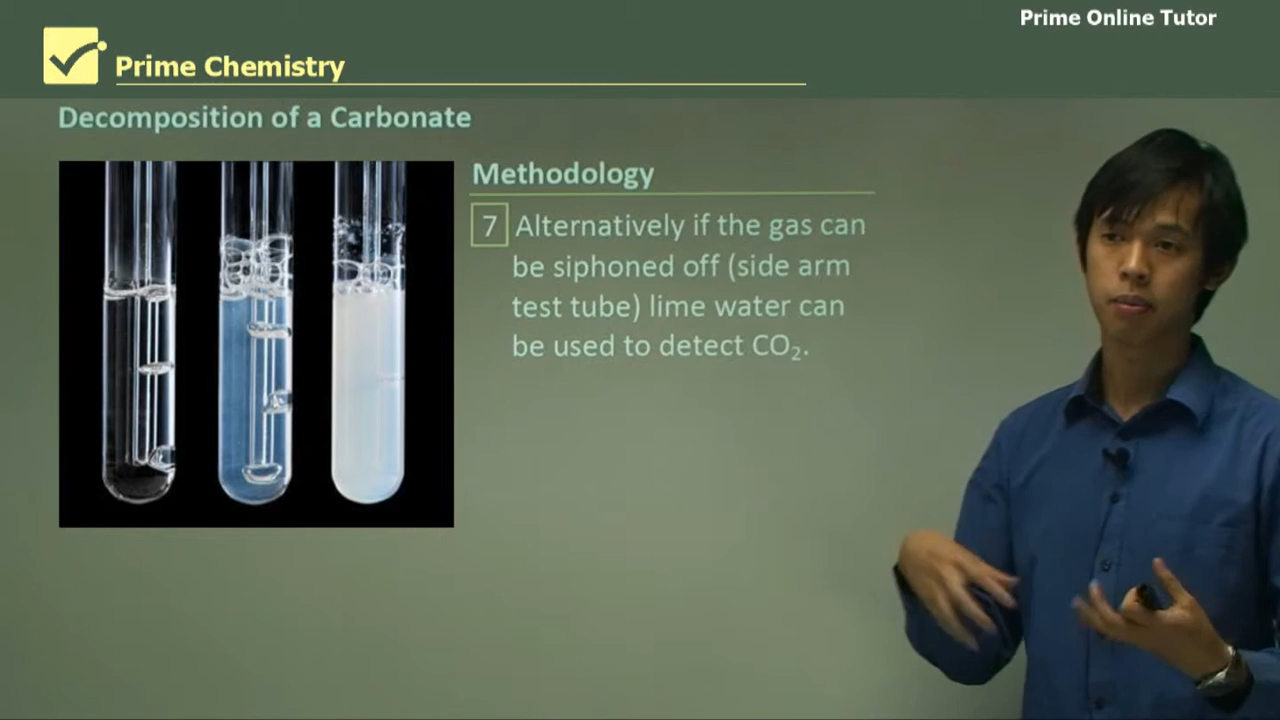 Prime Online Tutor
Prime Chemistry
Decomposition of a Carbonate
Methodology
7 Alternatively if the gas can
be siphoned off (side arm
test tube) lime water can
be used to detect CO₂.